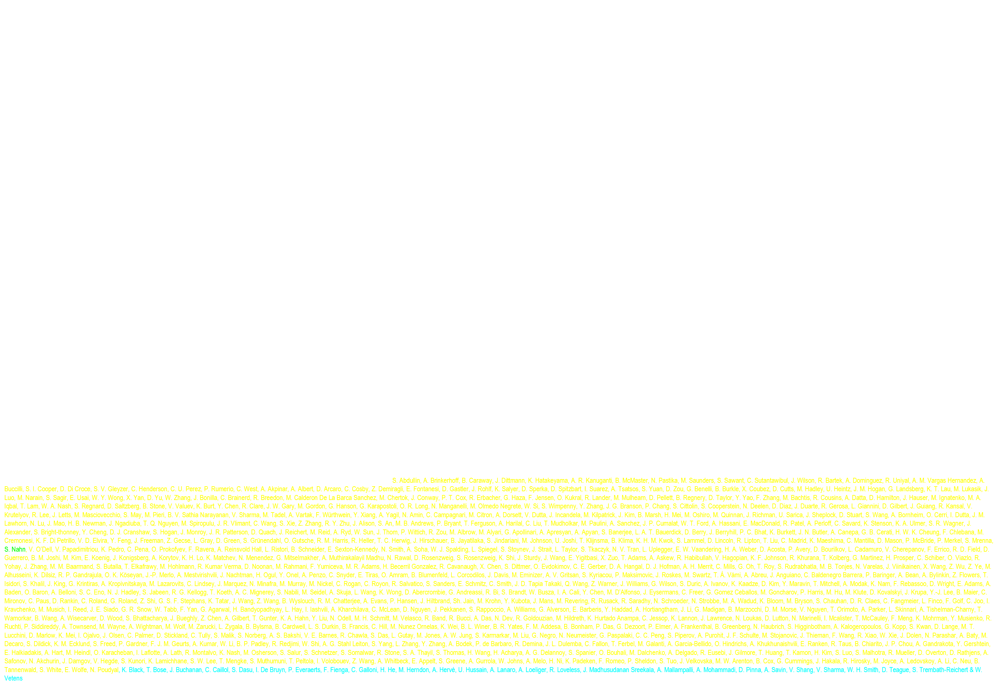 S. Abdullin, A. Brinkerhoff, B. Caraway, J. Dittmann, K. Hatakeyama, A. R. Kanuganti, B. McMaster, N. Pastika, M. Saunders, S. Sawant, C. Sutantawibul, J. Wilson, R. Bartek, A. Dominguez, R. Uniyal, A. M. Vargas Hernandez, A.
Buccilli, S. I. Cooper, D. Di Croce, S. V. Gleyzer, C. Henderson, C. U. Perez, P. Rumerio, C. West, A. Akpinar, A. Albert, D. Arcaro, C. Cosby, Z. Demiragli, E. Fontanesi, D. Gastler, J. Rohlf, K. Salyer, D. Sperka, D. Spitzbart, I. Suarez, A. Tsatsos, S. Yuan, D. Zou, G. Benelli, B. Burkle, X. Coubez, D. Cutts, M. Hadley, U. Heintz, J. M. Hogan, G. Landsberg, K. T. Lau, M. Lukasik, J.
Luo, M. Narain, S. Sagir, E. Usai, W. Y. Wong, X. Yan, D. Yu, W. Zhang, J. Bonilla, C. Brainerd, R. Breedon, M. Calderon De La Barca Sanchez, M. Chertok, J. Conway, P. T. Cox, R. Erbacher, G. Haza, F. Jensen, O. Kukral, R. Lander, M. Mulhearn, D. Pellett, B. Regnery, D. Taylor, Y. Yao, F. Zhang, M. Bachtis, R. Cousins, A. Datta, D. Hamilton, J. Hauser, M. Ignatenko, M. A.
Iqbal, T. Lam, W. A. Nash, S. Regnard, D. Saltzberg, B. Stone, V. Valuev, K. Burt, Y. Chen, R. Clare, J. W. Gary, M. Gordon, G. Hanson, G. Karapostoli, O. R. Long, N. Manganelli, M. Olmedo Negrete, W. Si, S. Wimpenny, Y. Zhang, J. G. Branson, P. Chang, S. Cittolin, S. Cooperstein, N. Deelen, D. Diaz, J. Duarte, R. Gerosa, L. Giannini, D. Gilbert, J. Guiang, R. Kansal, V.
Krutelyov, R. Lee, J. Letts, M. Masciovecchio, S. May, M. Pieri, B. V. Sathia Narayanan, V. Sharma, M. Tadel, A. Vartak, F. Würthwein, Y. Xiang, A. Yagil, N. Amin, C. Campagnari, M. Citron, A. Dorsett, V. Dutta, J. Incandela, M. Kilpatrick, J. Kim, B. Marsh, H. Mei, M. Oshiro, M. Quinnan, J. Richman, U. Sarica, J. Sheplock, D. Stuart, S. Wang, A. Bornheim, O. Cerri, I. Dutta, J. M.
Lawhorn, N. Lu, J. Mao, H. B. Newman, J. Ngadiuba, T. Q. Nguyen, M. Spiropulu, J. R. Vlimant, C. Wang, S. Xie, Z. Zhang, R. Y. Zhu, J. Alison, S. An, M. B. Andrews, P. Bryant, T. Ferguson, A. Harilal, C. Liu, T. Mudholkar, M. Paulini, A. Sanchez, J. P. Cumalat, W. T. Ford, A. Hassani, E. MacDonald, R. Patel, A. Perloff, C. Savard, K. Stenson, K. A. Ulmer, S. R. Wagner, J.
Alexander, S. Bright-thonney, Y. Cheng, D. J. Cranshaw, S. Hogan, J. Monroy, J. R. Patterson, D. Quach, J. Reichert, M. Reid, A. Ryd, W. Sun, J. Thom, P. Wittich, R. Zou, M. Albrow, M. Alyari, G. Apollinari, A. Apresyan, A. Apyan, S. Banerjee, L. A. T. Bauerdick, D. Berry, J. Berryhill, P. C. Bhat, K. Burkett, J. N. Butler, A. Canepa, G. B. Cerati, H. W. K. Cheung, F. Chlebana, M.
Cremonesi, K. F. Di Petrillo, V. D. Elvira, Y. Feng, J. Freeman, Z. Gecse, L. Gray, D. Green, S. Grünendahl, O. Gutsche, R. M. Harris, R. Heller, T. C. Herwig, J. Hirschauer, B. Jayatilaka, S. Jindariani, M. Johnson, U. Joshi, T. Klijnsma, B. Klima, K. H. M. Kwok, S. Lammel, D. Lincoln, R. Lipton, T. Liu, C. Madrid, K. Maeshima, C. Mantilla, D. Mason, P. McBride, P. Merkel, S. Mrenna,
S. Nahn, V. O'Dell, V. Papadimitriou, K. Pedro, C. Pena, O. Prokofyev, F. Ravera, A. Reinsvold Hall, L. Ristori, B. Schneider, E. Sexton-Kennedy, N. Smith, A. Soha, W. J. Spalding, L. Spiegel, S. Stoynev, J. Strait, L. Taylor, S. Tkaczyk, N. V. Tran, L. Uplegger, E. W. Vaandering, H. A. Weber, D. Acosta, P. Avery, D. Bourilkov, L. Cadamuro, V. Cherepanov, F. Errico, R. D. Field, D.
Guerrero, B. M. Joshi, M. Kim, E. Koenig, J. Konigsberg, A. Korytov, K. H. Lo, K. Matchev, N. Menendez, G. Mitselmakher, A. Muthirakalayil Madhu, N. Rawal, D. Rosenzweig, S. Rosenzweig, K. Shi, J. Sturdy, J. Wang, E. Yigitbasi, X. Zuo, T. Adams, A. Askew, R. Habibullah, V. Hagopian, K. F. Johnson, R. Khurana, T. Kolberg, G. Martinez, H. Prosper, C. Schiber, O. Viazlo, R.
Yohay, J. Zhang, M. M. Baarmand, S. Butalla, T. Elkafrawy, M. Hohlmann, R. Kumar Verma, D. Noonan, M. Rahmani, F. Yumiceva, M. R. Adams, H. Becerril Gonzalez, R. Cavanaugh, X. Chen, S. Dittmer, O. Evdokimov, C. E. Gerber, D. A. Hangal, D. J. Hofman, A. H. Merrit, C. Mills, G. Oh, T. Roy, S. Rudrabhatla, M. B. Tonjes, N. Varelas, J. Viinikainen, X. Wang, Z. Wu, Z. Ye, M.
Alhusseini, K. Dilsiz, R. P. Gandrajula, O. K. Köseyan, J.-P. Merlo, A. Mestvirishvili, J. Nachtman, H. Ogul, Y. Onel, A. Penzo, C. Snyder, E. Tiras, O. Amram, B. Blumenfeld, L. Corcodilos, J. Davis, M. Eminizer, A. V. Gritsan, S. Kyriacou, P. Maksimovic, J. Roskes, M. Swartz, T. Á. Vámi, A. Abreu, J. Anguiano, C. Baldenegro Barrera, P. Baringer, A. Bean, A. Bylinkin, Z. Flowers, T.
Isidori, S. Khalil, J. King, G. Krintiras, A. Kropivnitskaya, M. Lazarovits, C. Lindsey, J. Marquez, N. Minafra, M. Murray, M. Nickel, C. Rogan, C. Royon, R. Salvatico, S. Sanders, E. Schmitz, C. Smith, J. D. Tapia Takaki, Q. Wang, Z. Warner, J. Williams, G. Wilson, S. Duric, A. Ivanov, K. Kaadze, D. Kim, Y. Maravin, T. Mitchell, A. Modak, K. Nam, F. Rebassoo, D. Wright, E. Adams, A.
Baden, O. Baron, A. Belloni, S. C. Eno, N. J. Hadley, S. Jabeen, R. G. Kellogg, T. Koeth, A. C. Mignerey, S. Nabili, M. Seidel, A. Skuja, L. Wang, K. Wong, D. Abercrombie, G. Andreassi, R. Bi, S. Brandt, W. Busza, I. A. Cali, Y. Chen, M. D'Alfonso, J. Eysermans, C. Freer, G. Gomez Ceballos, M. Goncharov, P. Harris, M. Hu, M. Klute, D. Kovalskyi, J. Krupa, Y.-J. Lee, B. Maier, C.
Mironov, C. Paus, D. Rankin, C. Roland, G. Roland, Z. Shi, G. S. F. Stephans, K. Tatar, J. Wang, Z. Wang, B. Wyslouch, R. M. Chatterjee, A. Evans, P. Hansen, J. Hiltbrand, Sh. Jain, M. Krohn, Y. Kubota, J. Mans, M. Revering, R. Rusack, R. Saradhy, N. Schroeder, N. Strobbe, M. A. Wadud, K. Bloom, M. Bryson, S. Chauhan, D. R. Claes, C. Fangmeier, L. Finco, F. Golf, C. Joo, I.
Kravchenko, M. Musich, I. Reed, J. E. Siado, G. R. Snow, W. Tabb, F. Yan, G. Agarwal, H. Bandyopadhyay, L. Hay, I. Iashvili, A. Kharchilava, C. McLean, D. Nguyen, J. Pekkanen, S. Rappoccio, A. Williams, G. Alverson, E. Barberis, Y. Haddad, A. Hortiangtham, J. Li, G. Madigan, B. Marzocchi, D. M. Morse, V. Nguyen, T. Orimoto, A. Parker, L. Skinnari, A. Tishelman-Charny, T.
Wamorkar, B. Wang, A. Wisecarver, D. Wood, S. Bhattacharya, J. Bueghly, Z. Chen, A. Gilbert, T. Gunter, K. A. Hahn, Y. Liu, N. Odell, M. H. Schmitt, M. Velasco, R. Band, R. Bucci, A. Das, N. Dev, R. Goldouzian, M. Hildreth, K. Hurtado Anampa, C. Jessop, K. Lannon, J. Lawrence, N. Loukas, D. Lutton, N. Marinelli, I. Mcalister, T. McCauley, F. Meng, K. Mohrman, Y. Musienko, R.
Ruchti, P. Siddireddy, A. Townsend, M. Wayne, A. Wightman, M. Wolf, M. Zarucki, L. Zygala, B. Bylsma, B. Cardwell, L. S. Durkin, B. Francis, C. Hill, M. Nunez Ornelas, K. Wei, B. L. Winer, B. R. Yates, F. M. Addesa, B. Bonham, P. Das, G. Dezoort, P. Elmer, A. Frankenthal, B. Greenberg, N. Haubrich, S. Higginbotham, A. Kalogeropoulos, G. Kopp, S. Kwan, D. Lange, M. T.
Lucchini, D. Marlow, K. Mei, I. Ojalvo, J. Olsen, C. Palmer, D. Stickland, C. Tully, S. Malik, S. Norberg, A. S. Bakshi, V. E. Barnes, R. Chawla, S. Das, L. Gutay, M. Jones, A. W. Jung, S. Karmarkar, M. Liu, G. Negro, N. Neumeister, G. Paspalaki, C. C. Peng, S. Piperov, A. Purohit, J. F. Schulte, M. Stojanovic, J. Thieman, F. Wang, R. Xiao, W. Xie, J. Dolen, N. Parashar, A. Baty, M.
Decaro, S. Dildick, K. M. Ecklund, S. Freed, P. Gardner, F. J. M. Geurts, A. Kumar, W. Li, B. P. Padley, R. Redjimi, W. Shi, A. G. Stahl Leiton, S. Yang, L. Zhang, Y. Zhang, A. Bodek, P. de Barbaro, R. Demina, J. L. Dulemba, C. Fallon, T. Ferbel, M. Galanti, A. Garcia-Bellido, O. Hindrichs, A. Khukhunaishvili, E. Ranken, R. Taus, B. Chiarito, J. P. Chou, A. Gandrakota, Y. Gershtein,
E. Halkiadakis, A. Hart, M. Heindl, O. Karacheban, I. Laflotte, A. Lath, R. Montalvo, K. Nash, M. Osherson, S. Salur, S. Schnetzer, S. Somalwar, R. Stone, S. A. Thayil, S. Thomas, H. Wang, H. Acharya, A. G. Delannoy, S. Spanier, O. Bouhali, M. Dalchenko, A. Delgado, R. Eusebi, J. Gilmore, T. Huang, T. Kamon, H. Kim, S. Luo, S. Malhotra, R. Mueller, D. Overton, D. Rathjens, A.
Safonov, N. Akchurin, J. Damgov, V. Hegde, S. Kunori, K. Lamichhane, S. W. Lee, T. Mengke, S. Muthumuni, T. Peltola, I. Volobouev, Z. Wang, A. Whitbeck, E. Appelt, S. Greene, A. Gurrola, W. Johns, A. Melo, H. Ni, K. Padeken, F. Romeo, P. Sheldon, S. Tuo, J. Velkovska, M. W. Arenton, B. Cox, G. Cummings, J. Hakala, R. Hirosky, M. Joyce, A. Ledovskoy, A. Li, C. Neu, B.
Tannenwald, S. White, E. Wolfe, N. Poudyal, K. Black, T. Bose, J. Buchanan, C. Caillol, S. Dasu, I. De Bruyn, P. Everaerts, F. Fienga, C. Galloni, H. He, M. Herndon, A. Hervé, U. Hussain, A. Lanaro, A. Loeliger, R. Loveless, J. Madhusudanan Sreekala, A. Mallampalli, A. Mohammadi, D. Pinna, A. Savin, V. Shang, V. Sharma, W. H. Smith, D. Teague, S. Trembath-Reichert & W.
Vetens